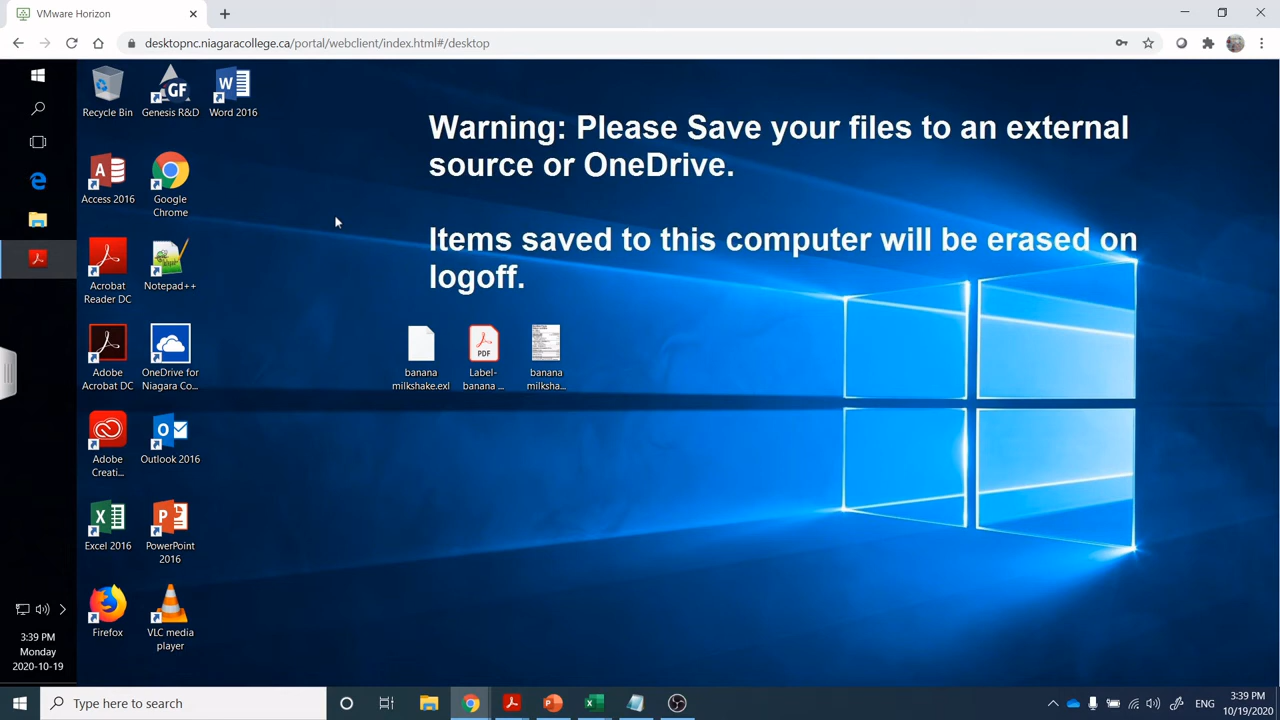 VMware Horizon
desktopnc.niagaracollege.ca/portal/webclient/index.html#/desktop
Recycle Bin
Genesis R&D
Word 2016
Warning: Please Save your files to an external
source or OneDrive.
Items saved to this computer will be erased on
logoff.
Access 2016
Google
Chrome
Acrobat
Reader DC
Notepad++
Adobe
Acrobat DC
OneDrive for
Niagara Co...
banana
milkshake.exl
PDF
Label-
banana ...
banana
milksha...
Adobe
Creati...
Outlook 2016
Excel 2016
PowerPoint
2016
Firefox
VLC media
player
3:39 PM
Monday
2020-10-19
Type here to search
ENG
3:39 PM
10/19/2020